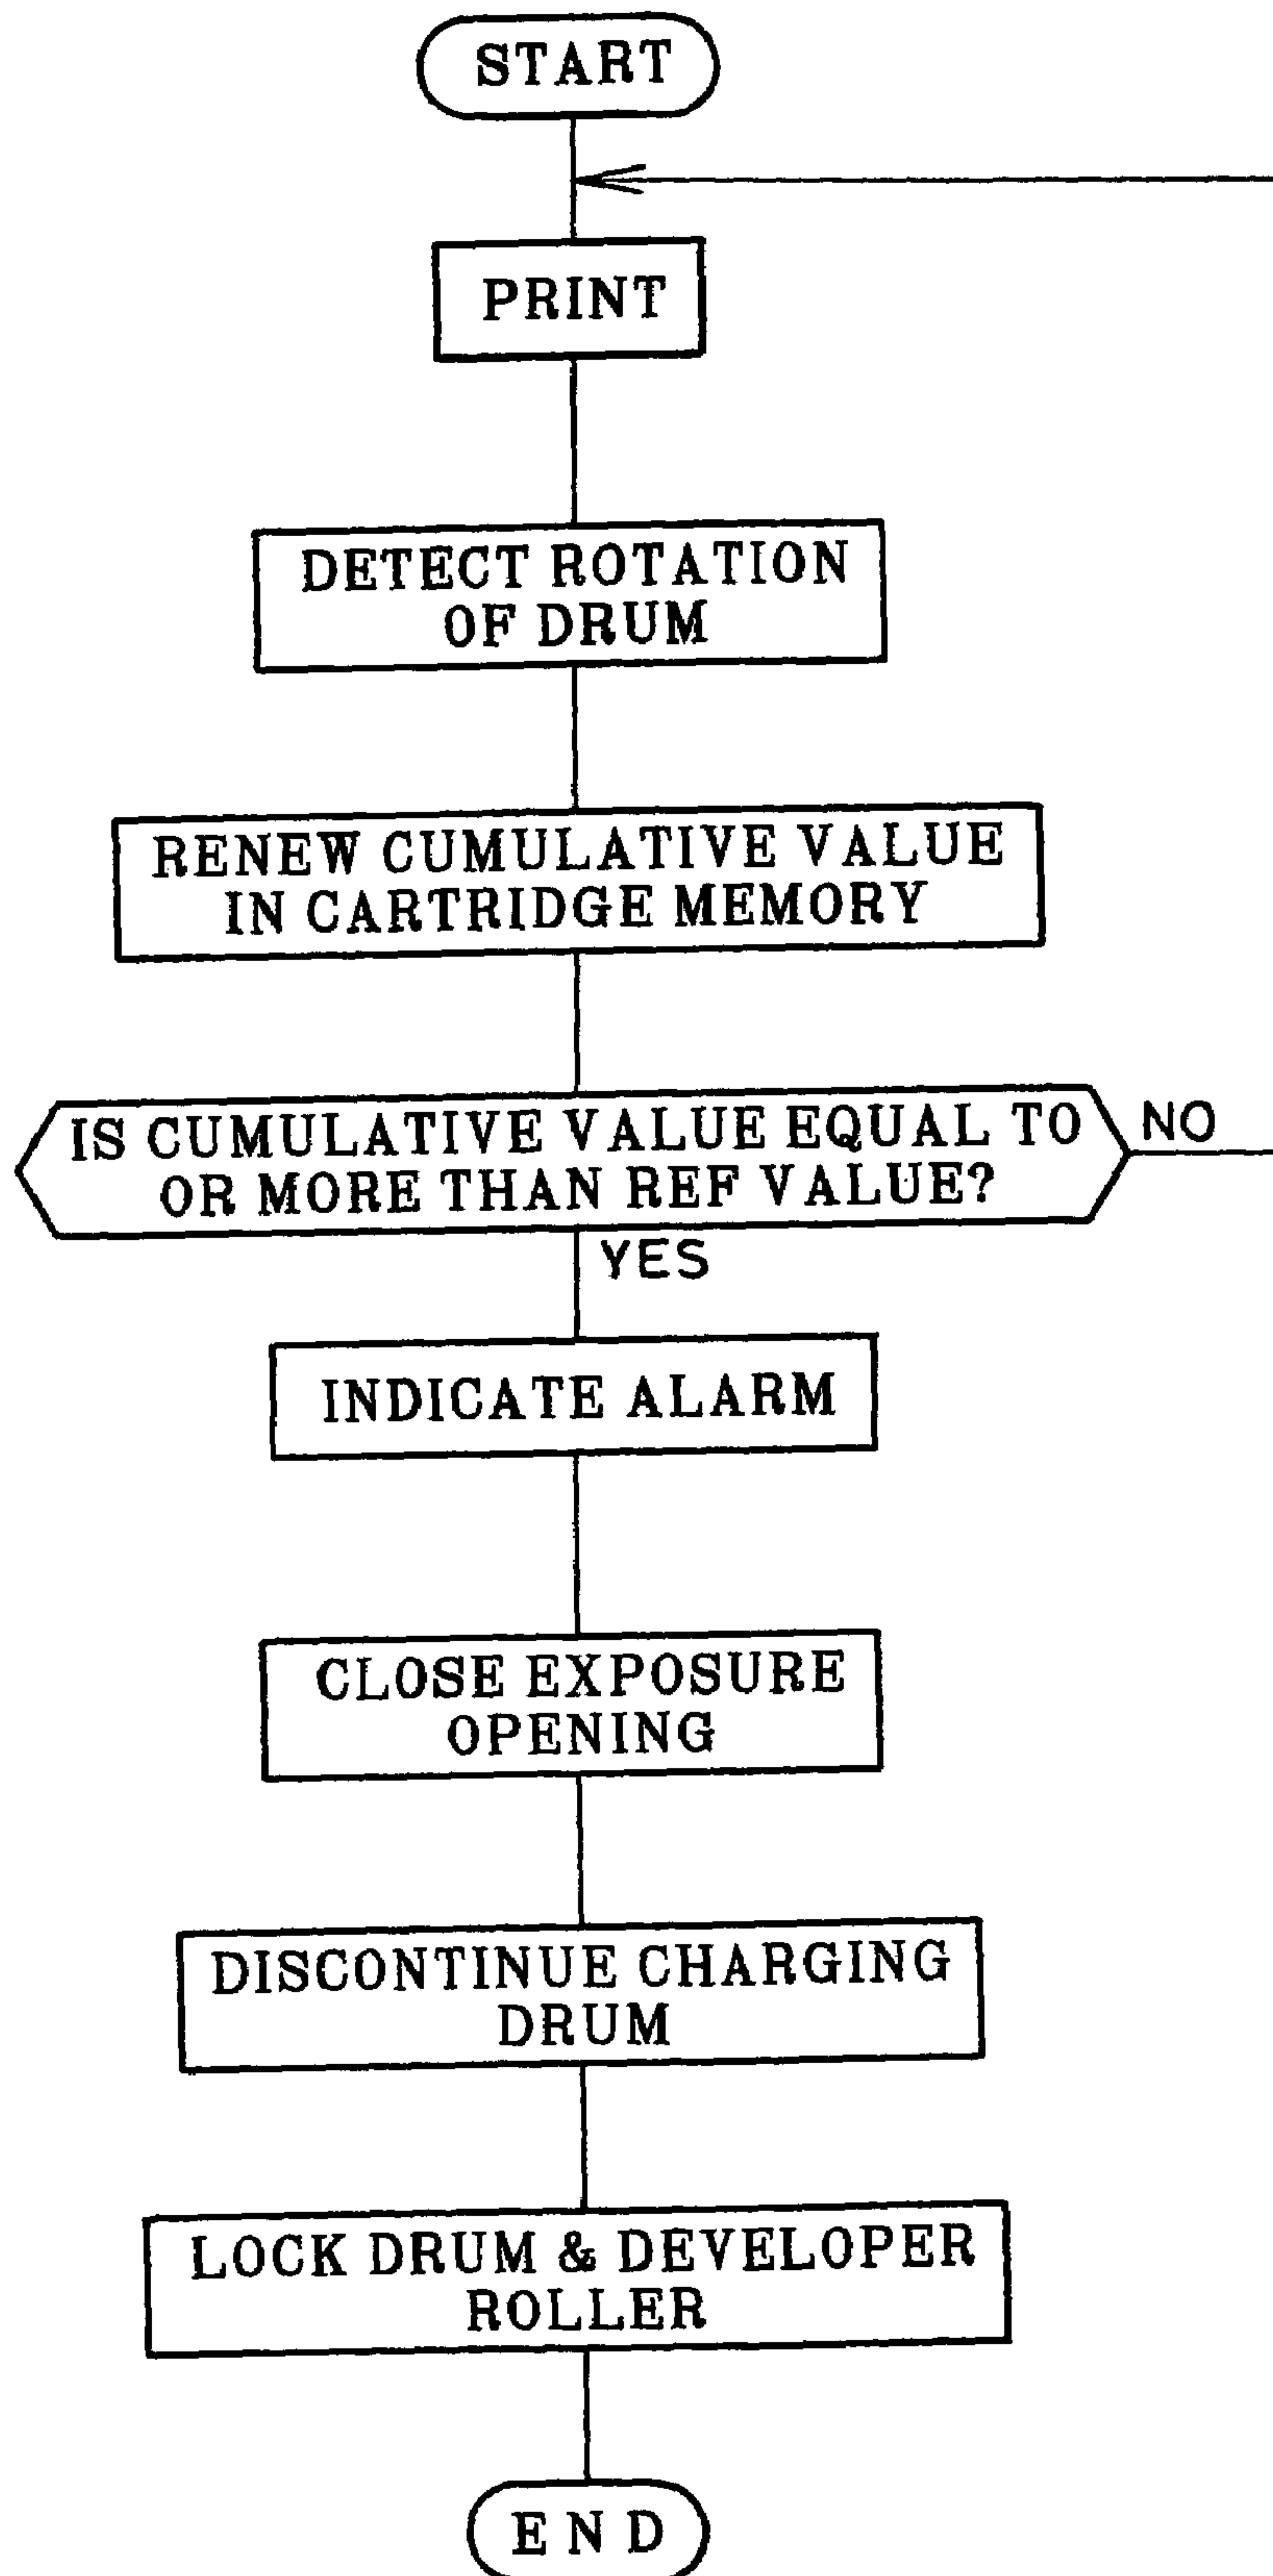 START
PRINT
DETECT ROTATION
OF DRUM
RENEW CUMULATIVE VALUE
IN CARTRIDGE MEMORY
IS CUMULATIVE VALUE EQUAL TO
OR MORE THAN REF VALUE?
NO
YES
INDICATE ALARM
CLOSE EXPOSURE
OPENING
DISCONTINUE CHARGING
DRUM
LOCK DRUM & DEVELOPER
ROLLER
END